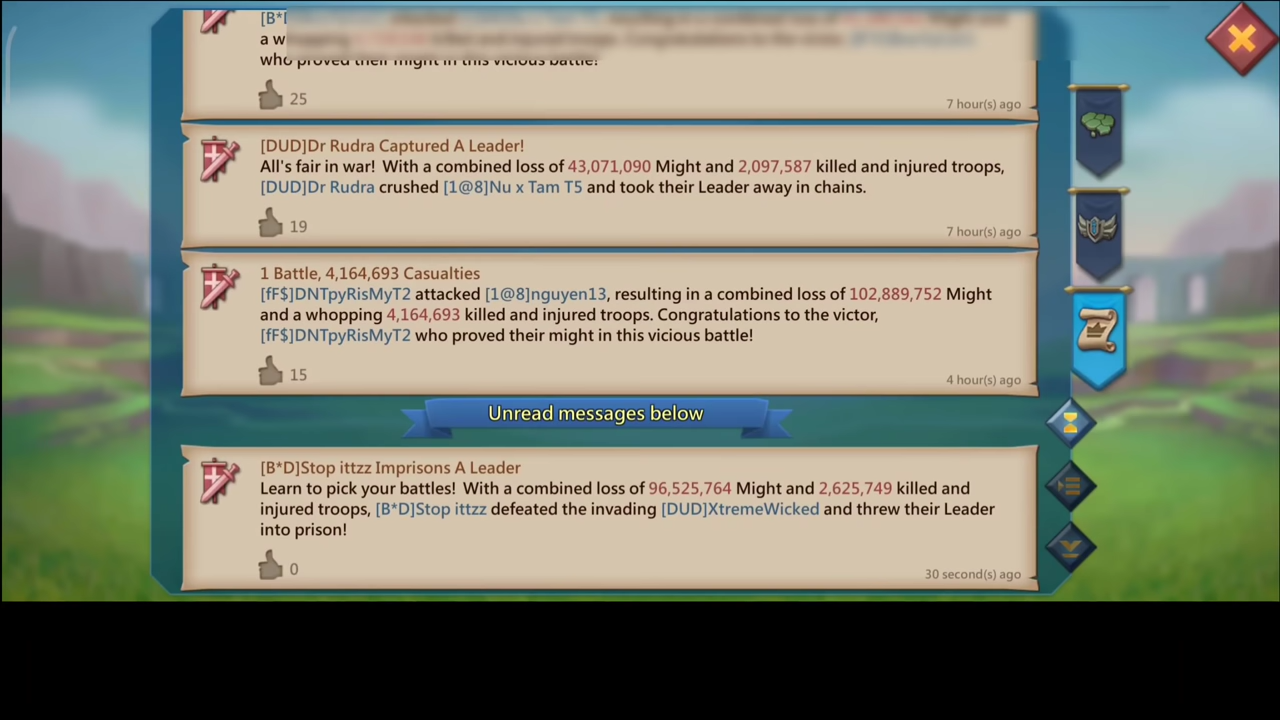 [B*D]
a w
who proved their might in this vicious battle!
25
7 hour(s) ago
[DUD]Dr Rudra Captured A Leader!
All's fair in war! With a combined loss of 43,071,090 Might and 2,097,587 killed and injured troops,
[DUD]Dr Rudra crushed [1@8]Nu x Tam T5 and took their Leader away in chains.
19
7 hour(s) ago
1 Battle, 4,164,693 Casualties
[fF$]DNTpyRisMyT2 attacked [1@8]nguyen13, resulting in a combined loss of 102,889,752 Might
and a whopping 4,164,693 killed and injured troops. Congratulations to the victor,
[fF$]DNTpyRisMyT2 who proved their might in this vicious battle!
15
4 hour(s) ago
Unread messages below
[B*D]Stop ittzz Imprisons A Leader
Learn to pick your battles! With a combined loss of 96,525,764 Might and 2,625,749 killed and
injured troops, [B*D]Stop ittzz defeated the invading [DUD]XtremeWicked and threw their Leader
into prison!
0
30 second(s) ago